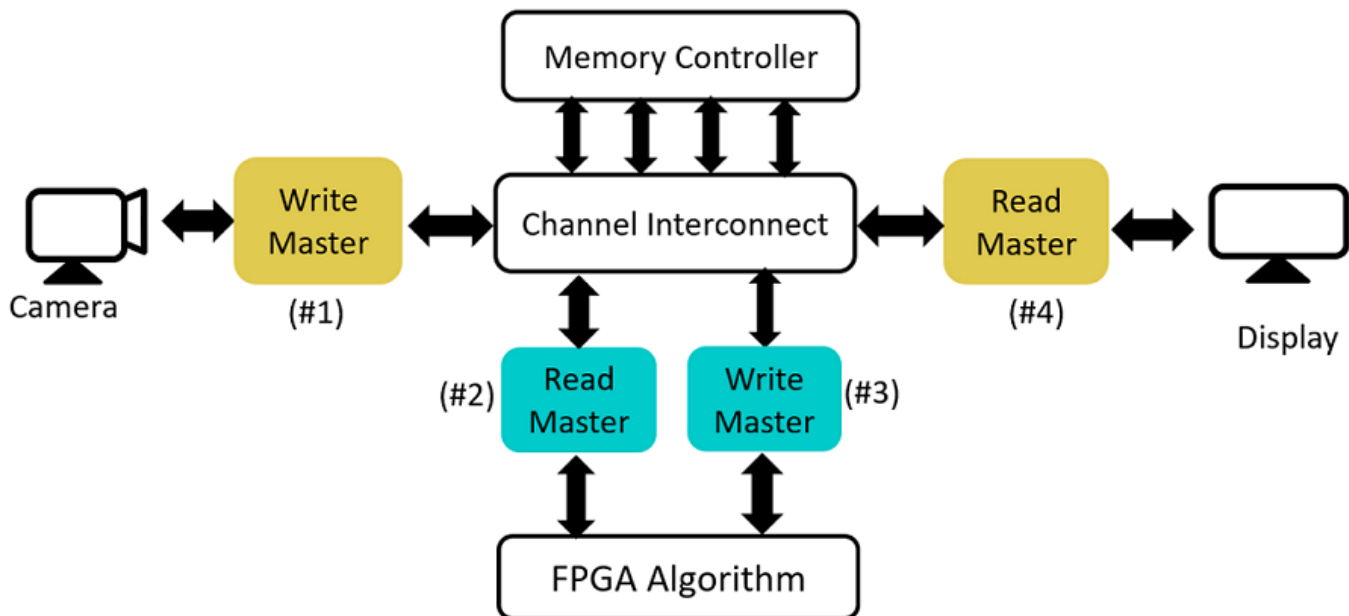 Memory Controller
Write
Master
Channel Interconnect
Read
Master
Camera
(#1)
(#4)
Display
(#2)
Read
Master
Write
Master
(#3)
FPGA Algorithm